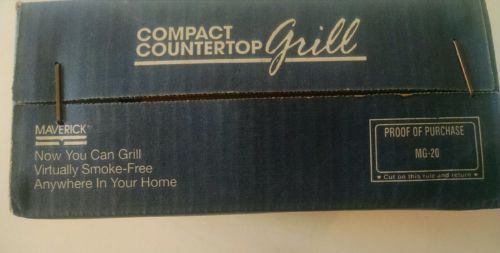 COMPACT
COUNTERTOP Grill
MAVERICK
Now You Can Grill
Virtually Smoke-Free
Anywhere In Your Home
PROOF OF PURCHASE
MG-20
Cut on this rule and return